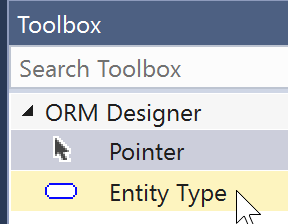 Toolbox
Search Toolbox
ORM Designer
Pointer
Entity Type